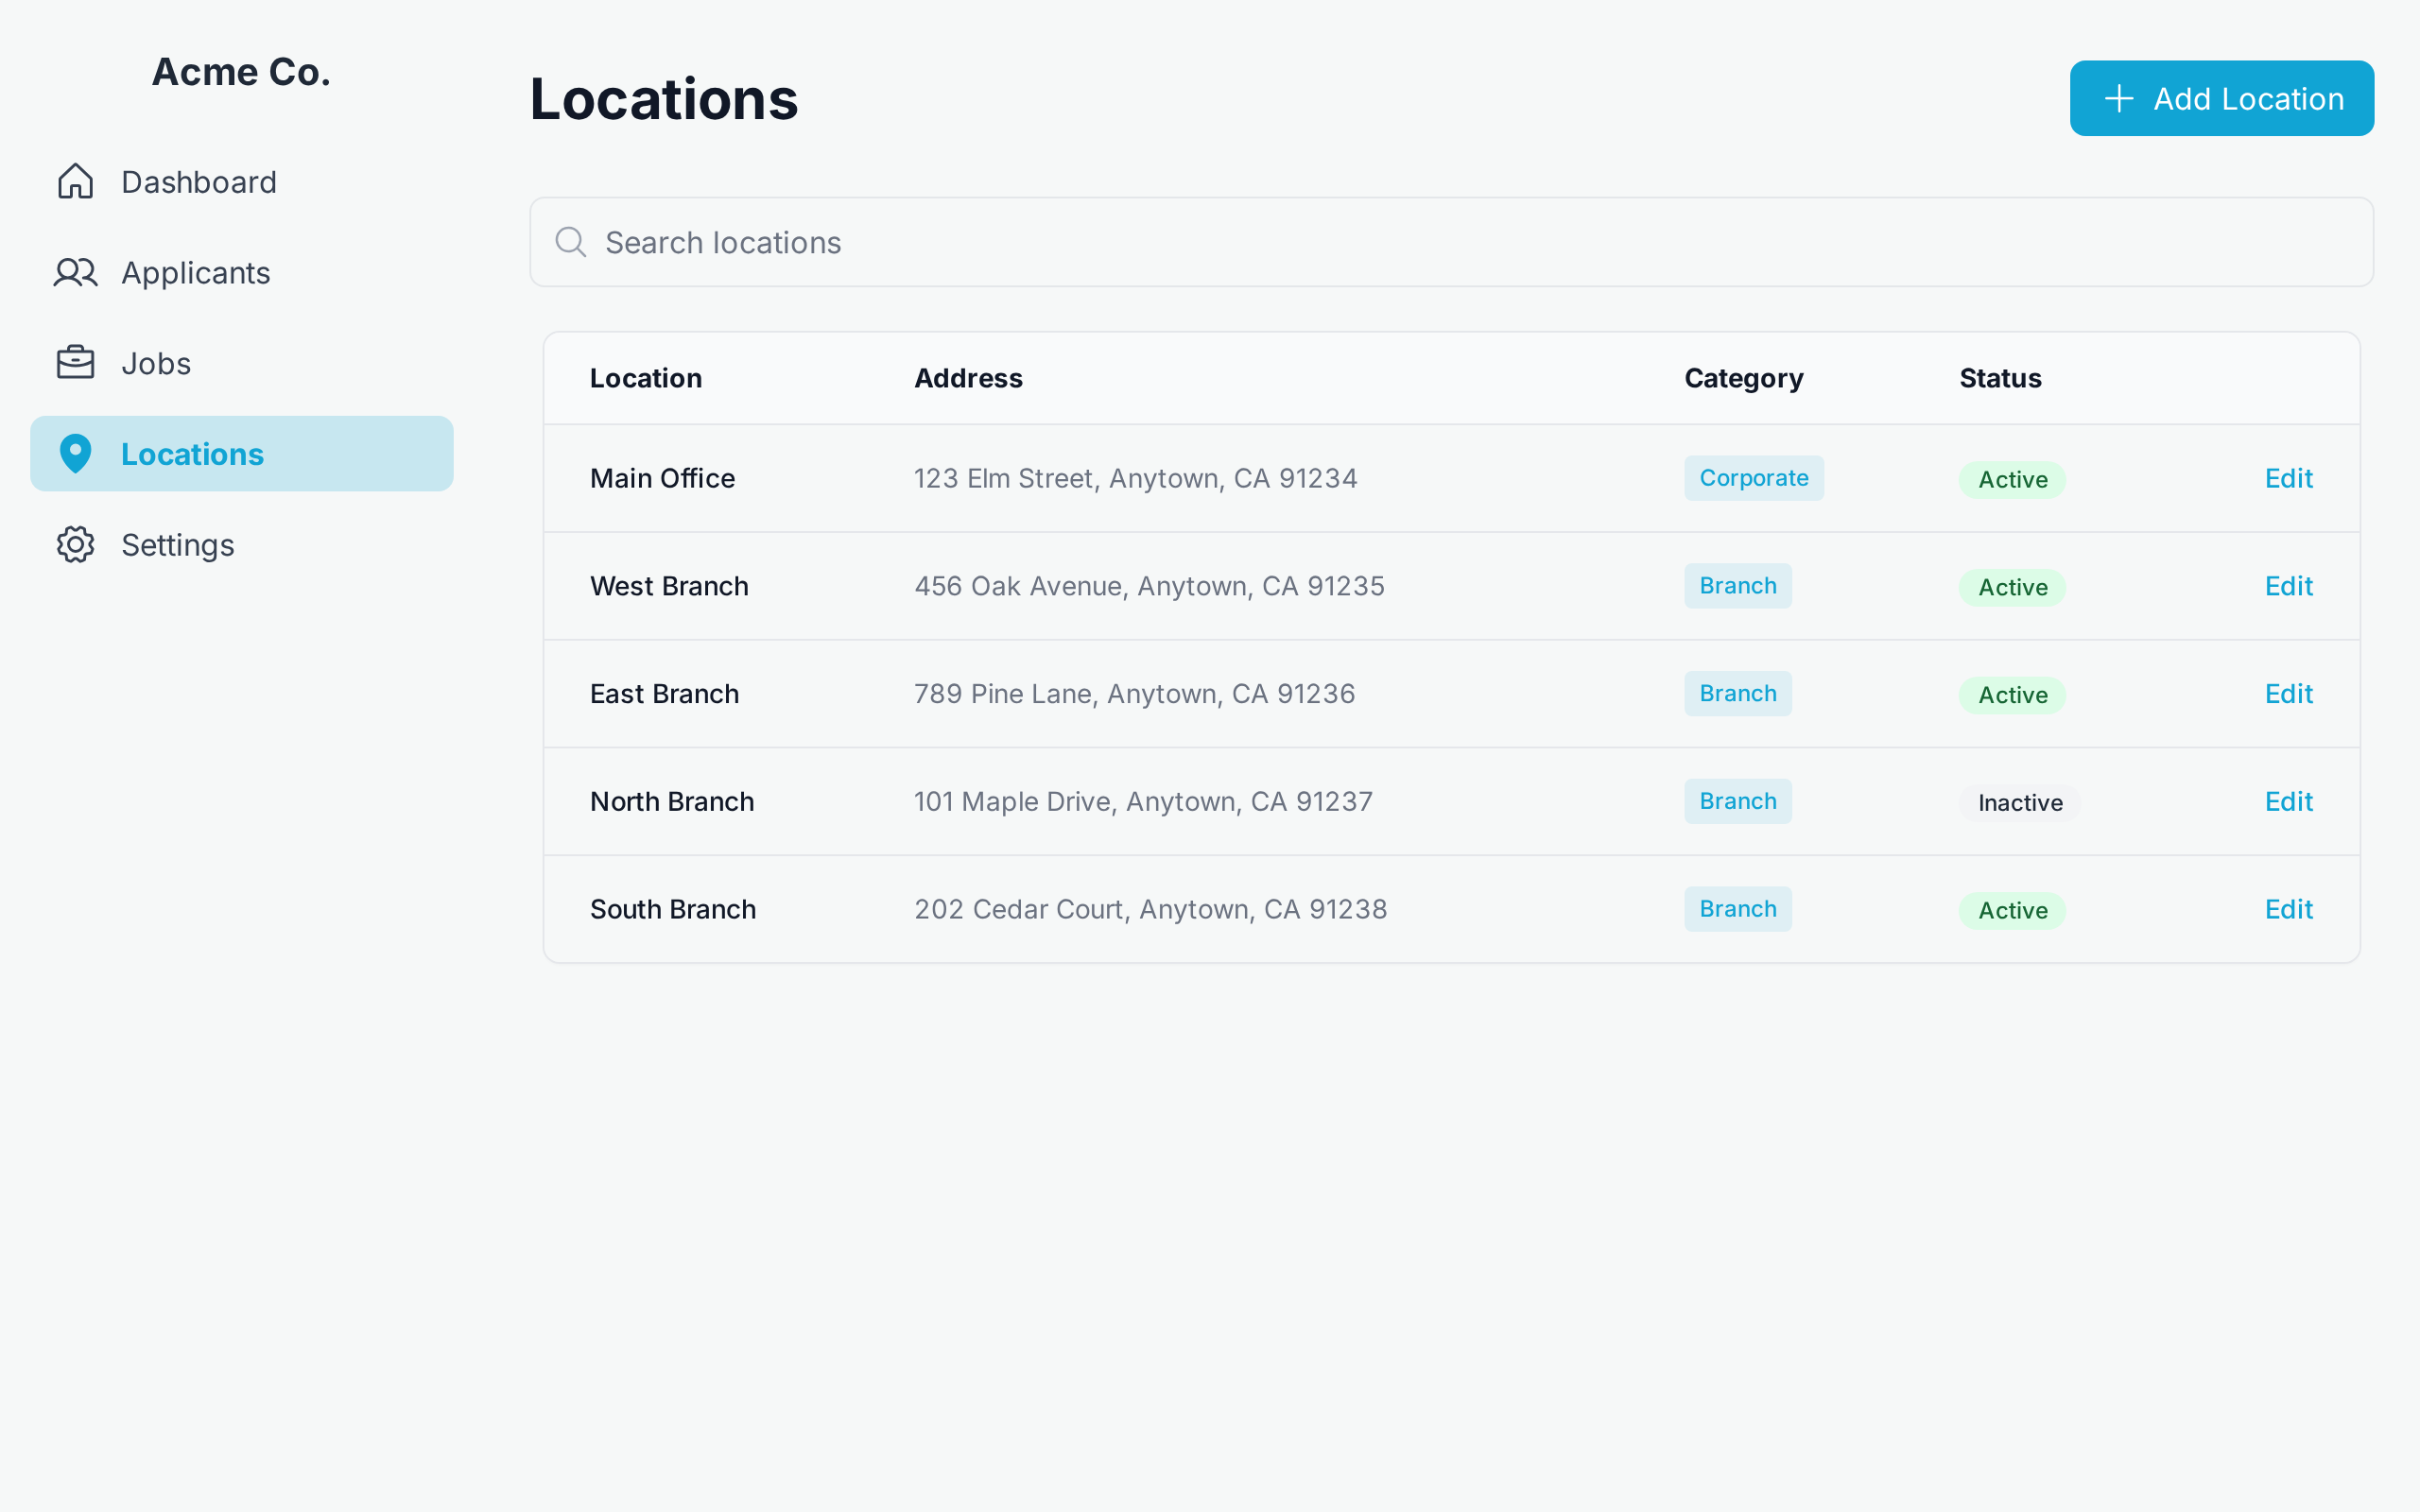 Acme Co.
Dashboard
Applicants
Jobs
Locations
Settings
Locations
Add Location
Search locations
Location Address Category Status
Main Office 123 Elm Street, Anytown, CA 91234 Corporate Active Edit
West Branch 456 Oak Avenue, Anytown, CA 91235 Branch Active Edit
East Branch 789 Pine Lane, Anytown, CA 91236 Branch Active Edit
North Branch 101 Maple Drive, Anytown, CA 91237 Branch Inactive Edit
South Branch 202 Cedar Court, Anytown, CA 91238 Branch Active Edit